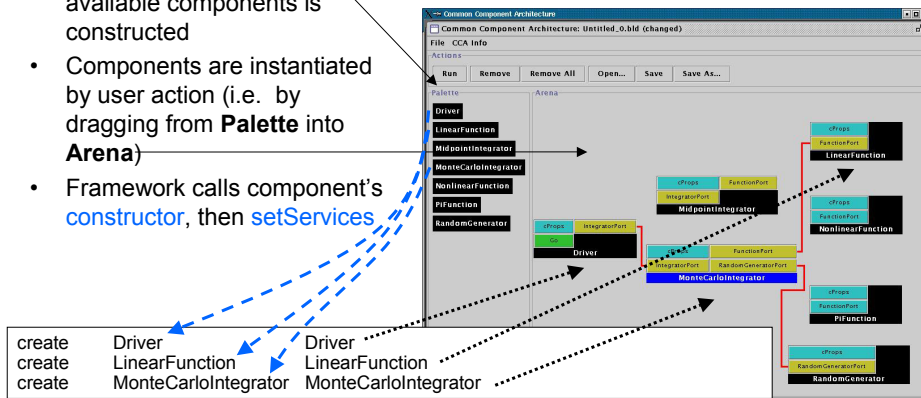 available components is
constructed
• Components are instantiated
by user action (i.e. by
dragging from Palette into
Arena)
• Framework calls component's
constructor, then setServices
Common Component Architecture
Common Component Architecture: Untitled_0.bld (changed)
File CCA Info
Actions
Run Remove Remove All Open... Save Save As...
Palette
Driver
LinearFunction
MidpointIntegrator
MonteCarloIntegrator
NonlinearFunction
PiFunction
RandomGenerator
Arena
cProps
FunctionPort
LinearFunction
cProps FunctionPort
IntegratorPort
MidpointIntegrator
cProps
FunctionPort
NonlinearFunction
cProps IntegratorPort
Go
Driver
cProps FunctionPort
IntegratorPort RandomGeneratorPort
MonteCarloIntegrator
cProps
FunctionPort
PiFunction
cProps
RandomGeneratorPort
RandomGenerator
create Driver Driver
create LinearFunction LinearFunction
create MonteCarloIntegrator MonteCarloIntegrator